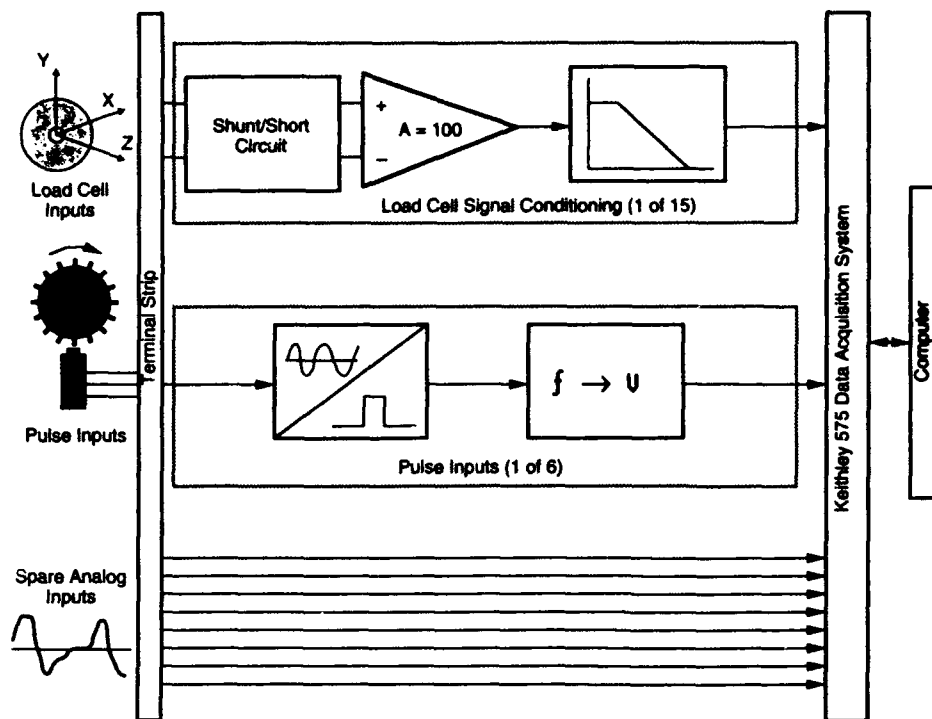 Y
X
Z
Load Cell
Inputs
Shunt/Short
Circuit
+
−
A = 100
Load Cell Signal Conditioning (1 of 15)
Terminal Strip
Pulse Inputs
f → U
Pulse Inputs (1 of 6)
Spare Analog
Inputs
Keithley 575 Data Acquisition System
Computer